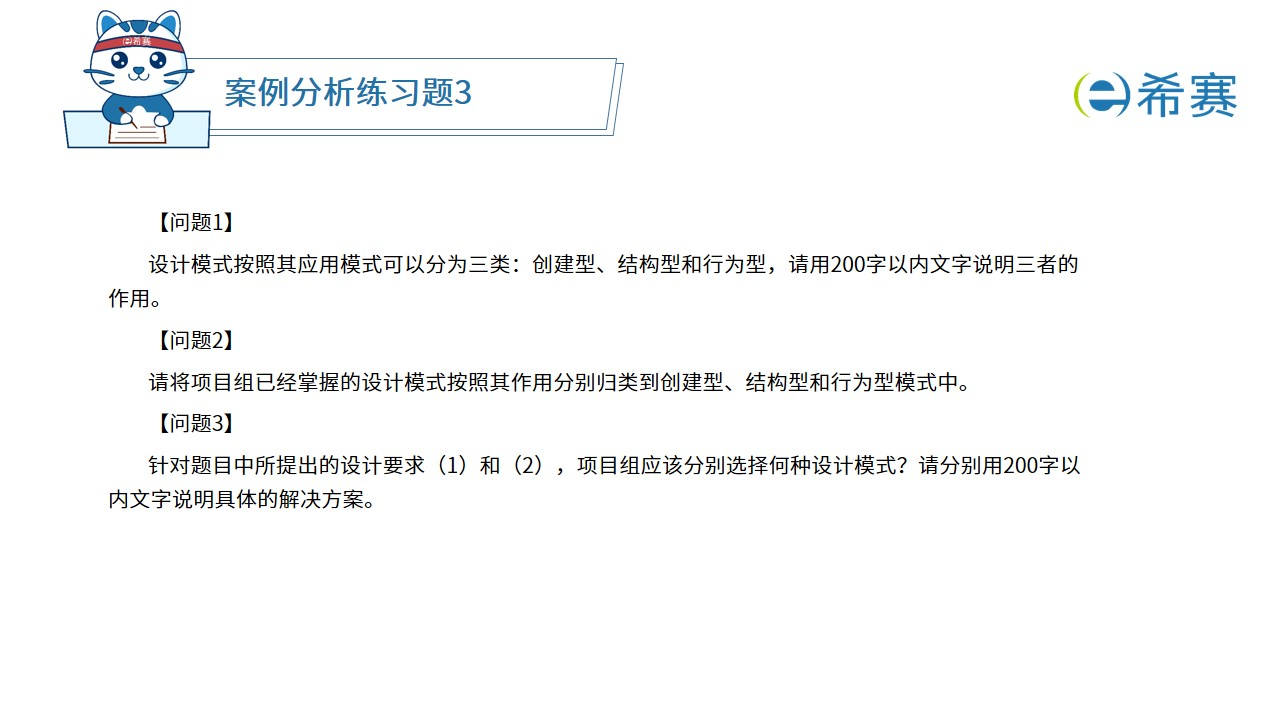 希赛
案例分析练习题3
希赛
【问题1】
设计模式按照其应用模式可以分为三类：创建型、结构型和行为型，请用200字以内文字说明三者的
作用。
【问题2】
请将项目组已经掌握的设计模式按照其作用分别归类到创建型、结构型和行为型模式中。
【问题3】
针对题目中所提出的设计要求（1）和（2），项目组应该分别选择何种设计模式？请分别用200字以
内文字说明具体的解决方案。